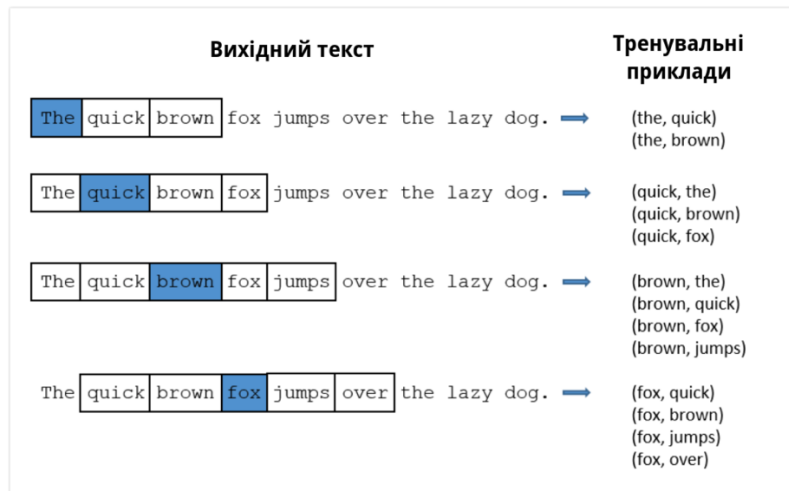 Вихідний текст
Тренувальні
приклади
The quick brown fox jumps over the lazy dog.
(the, quick)
(the, brown)
The quick brown fox jumps over the lazy dog.
(quick, the)
(quick, brown)
(quick, fox)
The quick brown fox jumps over the lazy dog.
(brown, the)
(brown, quick)
(brown, fox)
(brown, jumps)
The quick brown fox jumps over the lazy dog.
(fox, quick)
(fox, brown)
(fox, jumps)
(fox, over)